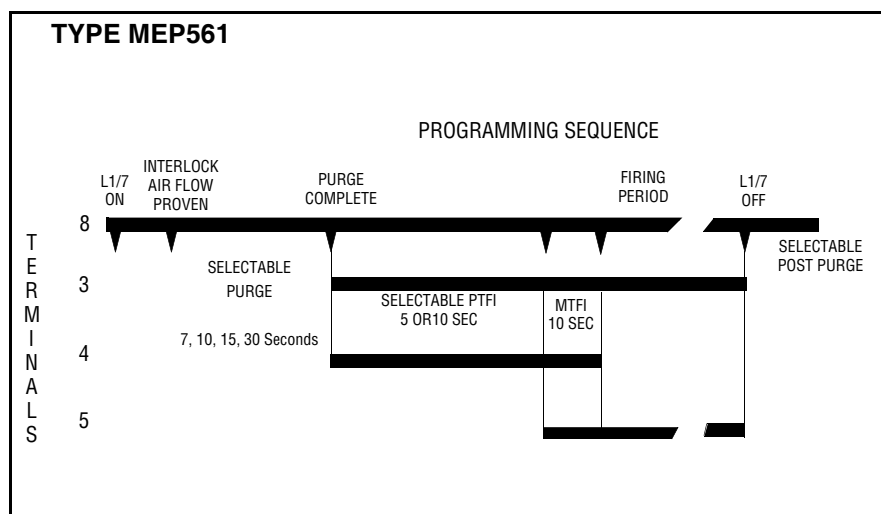 TYPE MEP561
PROGRAMMING SEQUENCE
L1/7
ON
INTERLOCK
AIR FLOW
PROVEN
PURGE
COMPLETE
FIRING
PERIOD
L1/7
OFF
TERMINALS
8
SELECTABLE
POST PURGE
3
SELECTABLE
PURGE
SELECTABLE PTFI
5 OR10 SEC
MTFI
10 SEC
7, 10, 15, 30 Seconds
4
5